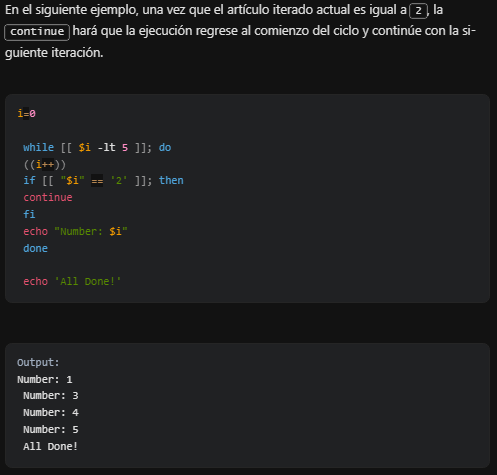 En el siguiente ejemplo, una vez que el artículo iterado actual es igual a 2, la
continue hará que la ejecución regrese al comienzo del ciclo y continúe con la si-
guiente iteración.
i=0
while [[ $i -lt 5 ]]; do
((i++))
if [[ "$i" == '2' ]]; then
continue
fi
echo "Number: $i"
done
echo 'All Done!'
Output:
Number: 1
Number: 3
Number: 4
Number: 5
All Done!